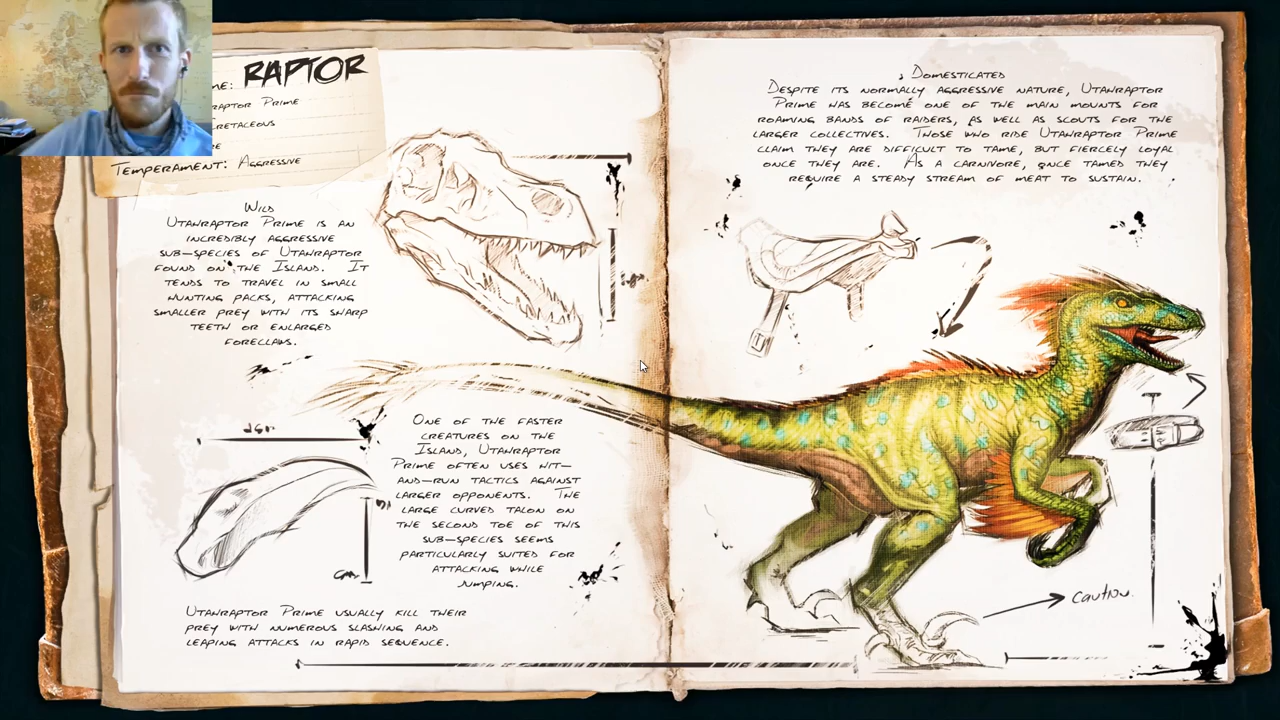 RAPTOR
ME:
RAPTOR PRIME
RETACEOUS
RE
TEMPERAMENT: AGGRESSIVE
WILD
UTAHRAPTOR PRIME IS AN
INCREDIBLY AGGRESSIVE
SUB-SPECIES OF UTAHRAPTOR
FOUND ON THE ISLAND. IT
TENDS TO TRAVEL IN SMALL
HUNTING PACKS, ATTACKING
SMALLER PREY WITH ITS SHARP
TEETH OR ENLARGED
FORECLAWS.
ONE OF THE FASTER
CREATURES ON THE
ISLAND, UTAHRAPTOR
PRIME OFTEN USES HIT-
AND-RUN TACTICS AGAINST
LARGER OPPONENTS. THE
LARGE CURVED TALON ON
THE SECOND TOE OF THIS
SUB-SPECIES SEEMS
PARTICULARLY SUITED FOR
ATTACKING WHILE
JUMPING.
UTAHRAPTOR PRIME USUALLY KILL THEIR
PREY WITH NUMEROUS SLASHING AND
LEAPING ATTACKS IN RAPID SEQUENCE.
DOMESTICATED
DESPITE ITS NORMALLY AGGRESSIVE NATURE, UTAHRAPTOR
PRIME HAS BECOME ONE OF THE MAIN MOUNTS FOR
ROAMING BANDS OF RAIDERS, AS WELL AS SCOUTS FOR THE
LARGER COLLECTIVES. THOSE WHO RIDE UTAHRAPTOR PRIME
CLAIM THEY ARE DIFFICULT TO TAME, BUT FIERCELY LOYAL
ONCE THEY ARE. AS A CARNIVORE, ONCE TAMED THEY
REQUIRE A STEADY STREAM OF MEAT TO SUSTAIN.
caution.